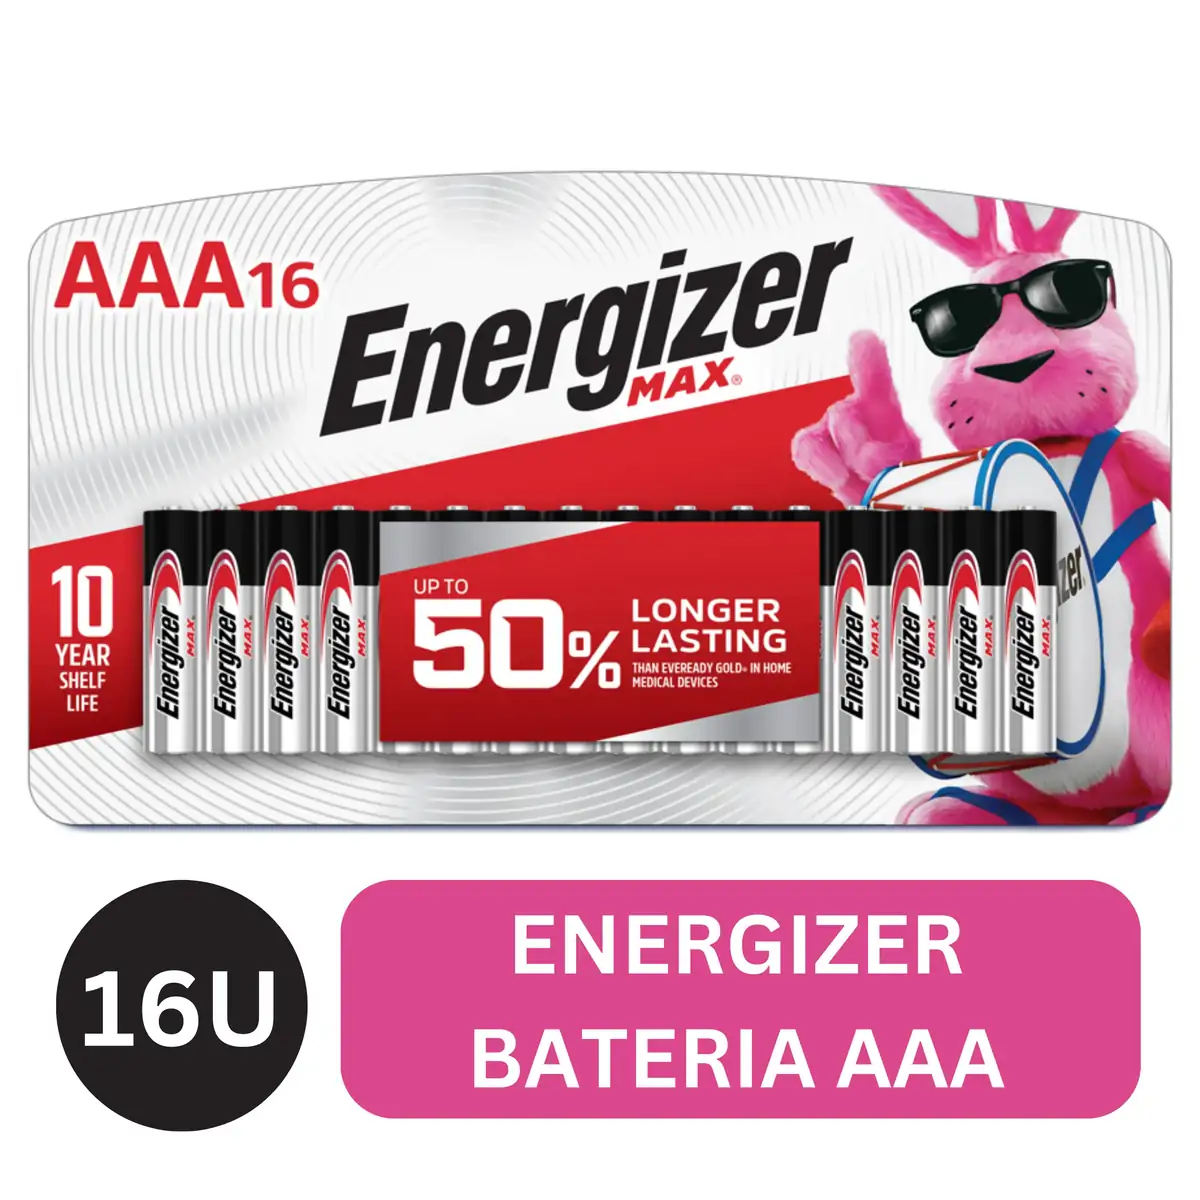 AAA16
Energizer
MAX®
10
YEAR
SHELF
LIFE
Energizer MAX
Energizer MAX
Energizer MAX
Energizer MAX
UP TO
50%
LONGER
LASTING
THAN EVEREADY GOLD® IN HOME
MEDICAL DEVICES
Energizer MAX
Energizer MAX
Energizer MAX
Energizer MAX
16U
ENERGIZER
BATERIA AAA